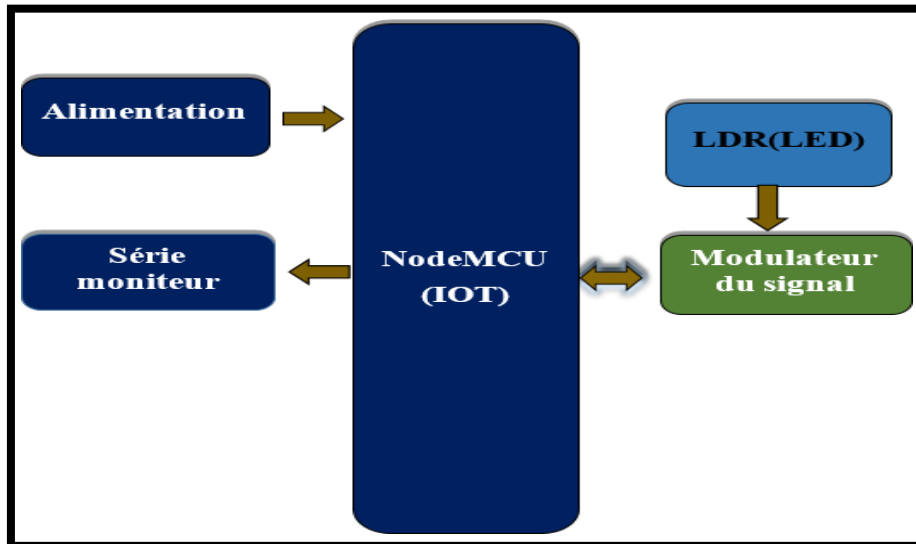 Alimentation
Série
moniteur
NodeMCU
(IOT)
LDR(LED)
Modulateur
du signal